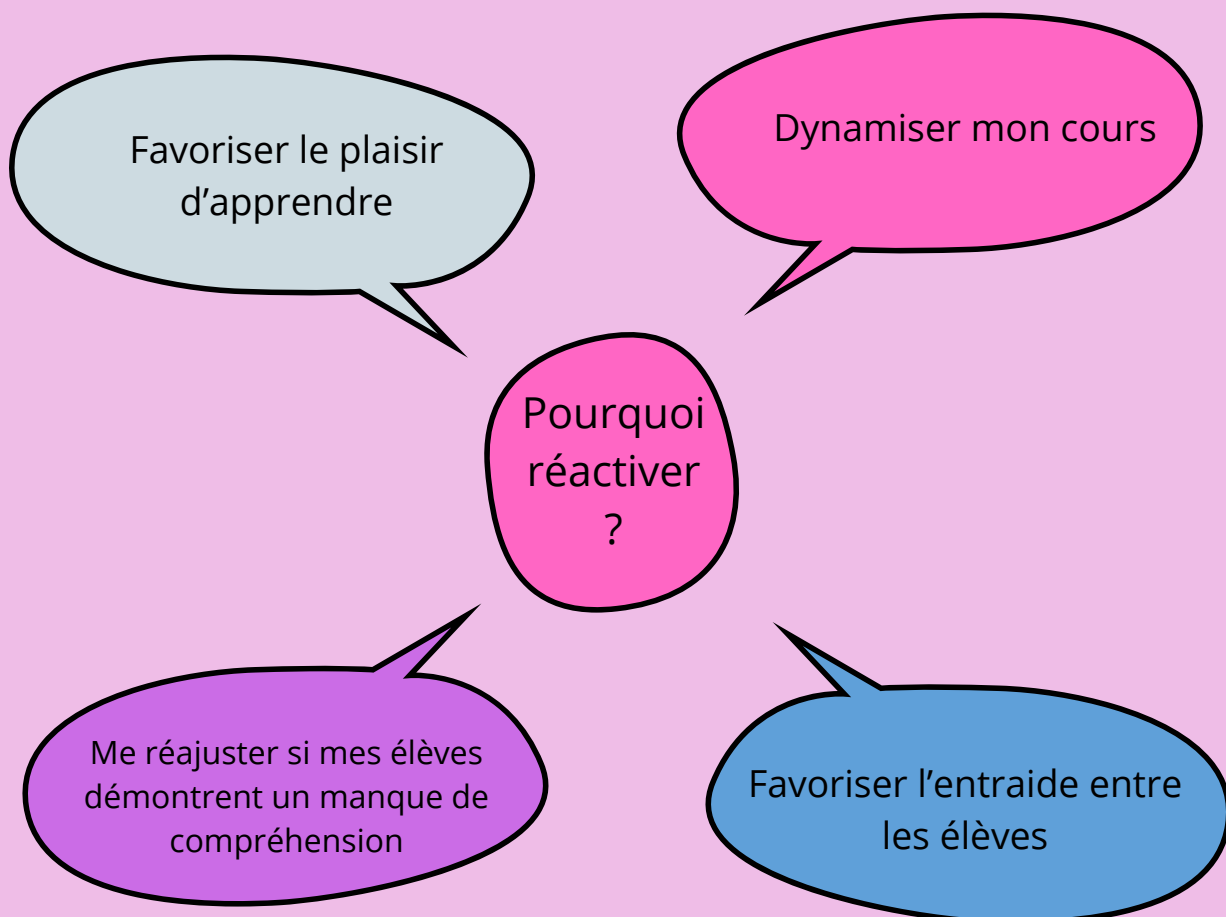 Favoriser le plaisir
d’apprendre
Dynamiser mon cours
Pourquoi
réactiver
?
Me réajuster si mes élèves
démontrent un manque de
compréhension
Favoriser l’entraide entre
les élèves